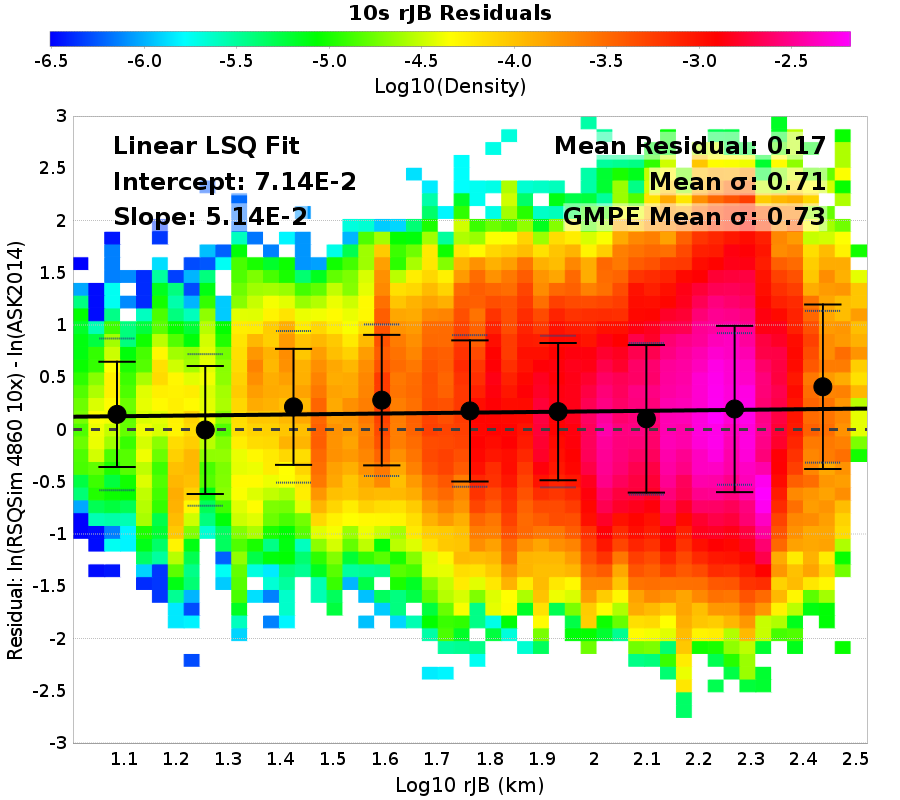 10s rJB Residuals
-6.5 -6.0 -5.5 -5.0 -4.5 -4.0 -3.5 -3.0 -2.5
Log10(Density)
Linear LSQ Fit
Intercept: 7.14E-2
Slope: 5.14E-2
Mean Residual: 0.17
Mean σ: 0.71
GMPE Mean σ: 0.73
Residual: ln(RSQSim 4860 10x) - ln(ASK2014)
3
2.5
2
1.5
1
0.5
0
-0.5
-1
-1.5
-2
-2.5
-3
1.1 1.2 1.3 1.4 1.5 1.6 1.7 1.8 1.9 2 2.1 2.2 2.3 2.4 2.5
Log10 rJB (km)